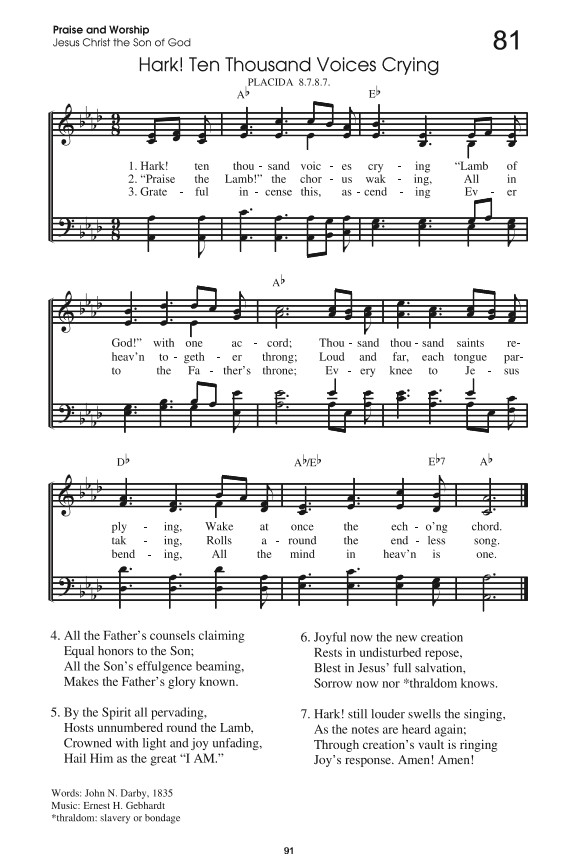 Praise and Worship
Jesus Christ the Son of God
81
Hark! Ten Thousand Voices Crying
PLACIDA 8.7.8.7.
A♭ E♭
1. Hark! ten thou - sand voic - es cry - ing “Lamb of
2. “Praise the Lamb!” the chor - us wak - ing, All in
3. Grate - ful in - cense this, as - cend - ing Ev - er
A♭
God!” with one ac - cord; Thou - sand thou - sand saints re-
heav’n to - geth - er throng; Loud and far, each tongue par-
to the Fa - ther’s throne; Ev - ery knee to Je - sus
D♭ A♭/E♭ E♭7 A♭
ply - ing, Wake at once the ech - o’ng chord.
tak - ing, Rolls a - round the end - less song.
bend - ing, All the mind in heav’n is one.
4. All the Father’s counsels claiming
Equal honors to the Son;
All the Son’s effulgence beaming,
Makes the Father’s glory known.
5. By the Spirit all pervading,
Hosts unnumbered round the Lamb,
Crowned with light and joy unfading,
Hail Him as the great “I AM.”
6. Joyful now the new creation
Rests in undisturbed repose,
Blest in Jesus’ full salvation,
Sorrow now nor *thraldom knows.
7. Hark! still louder swells the singing,
As the notes are heard again;
Through creation’s vault is ringing
Joy’s response. Amen! Amen!
Words: John N. Darby, 1835
Music: Ernest H. Gebhardt
*thraldom: slavery or bondage
91